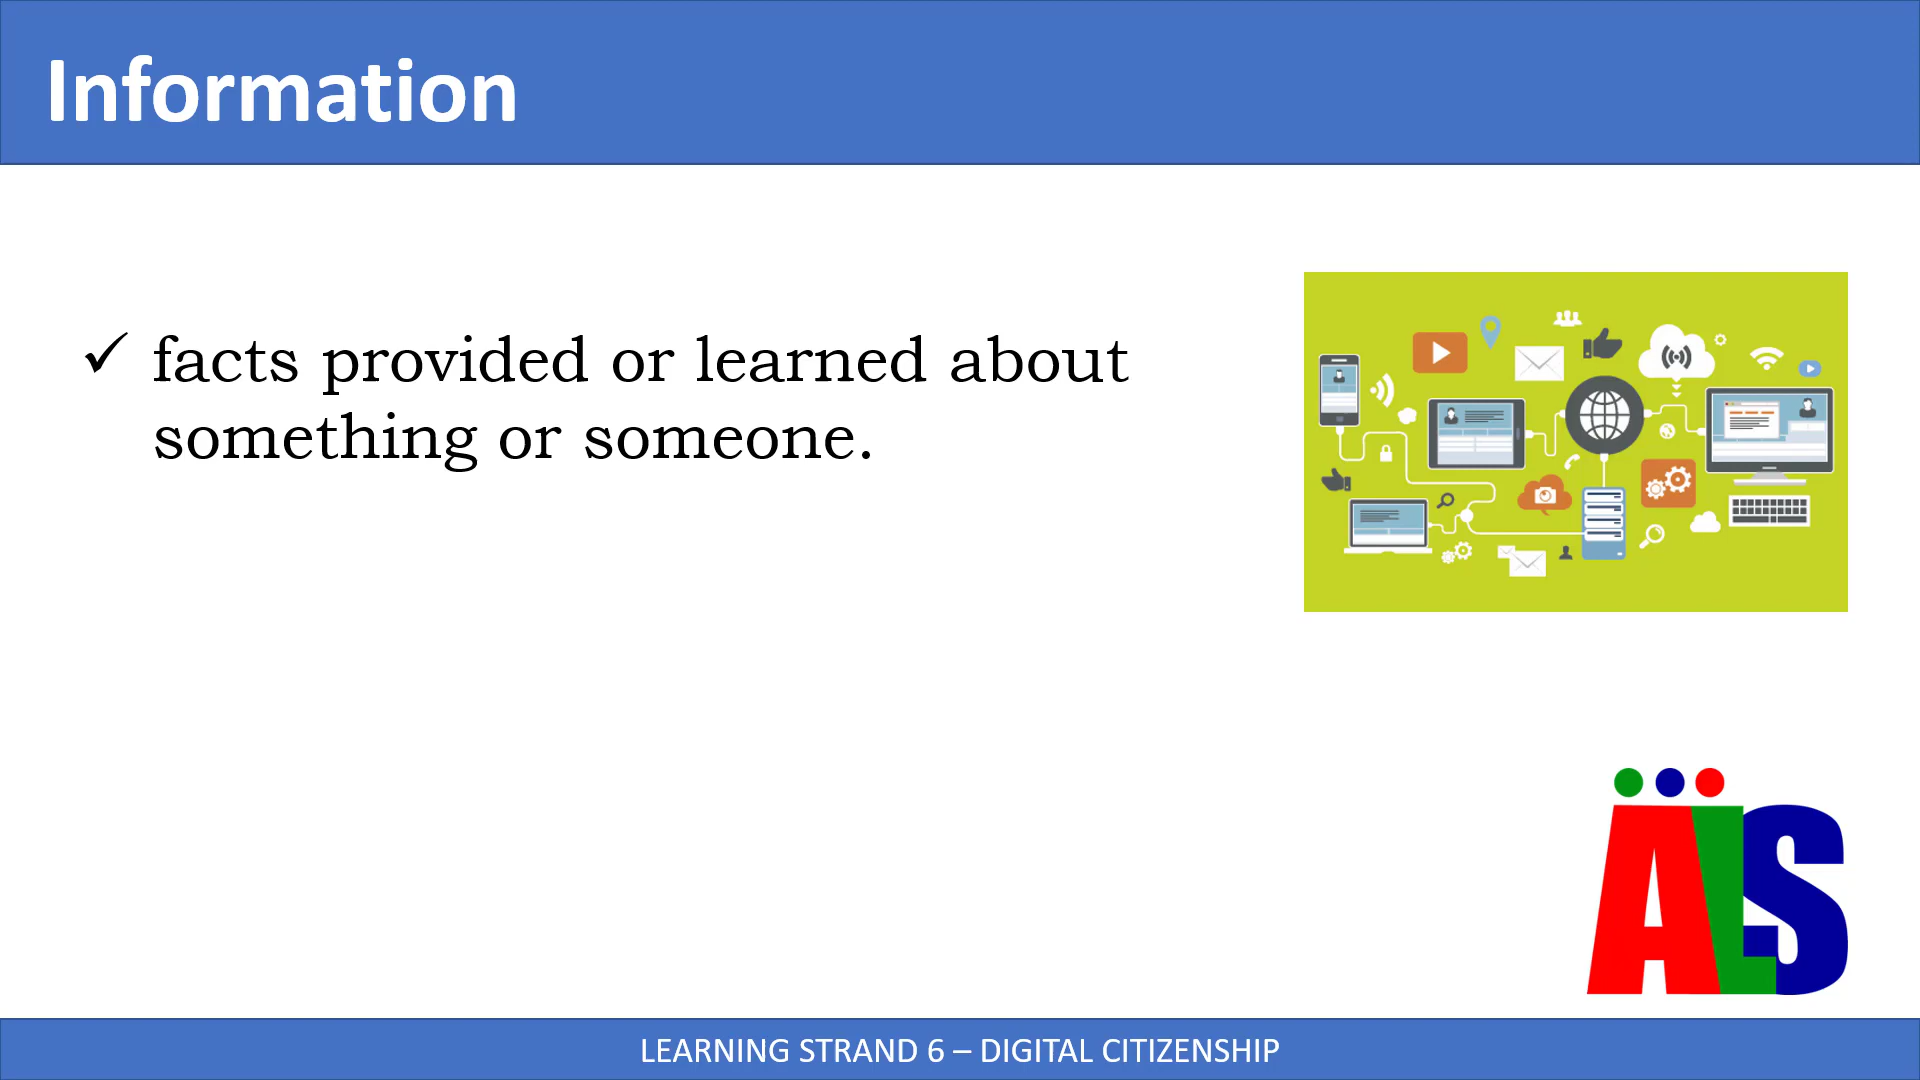 Information
✓ facts provided or learned about
something or someone.
ALS
LEARNING STRAND 6 – DIGITAL CITIZENSHIP